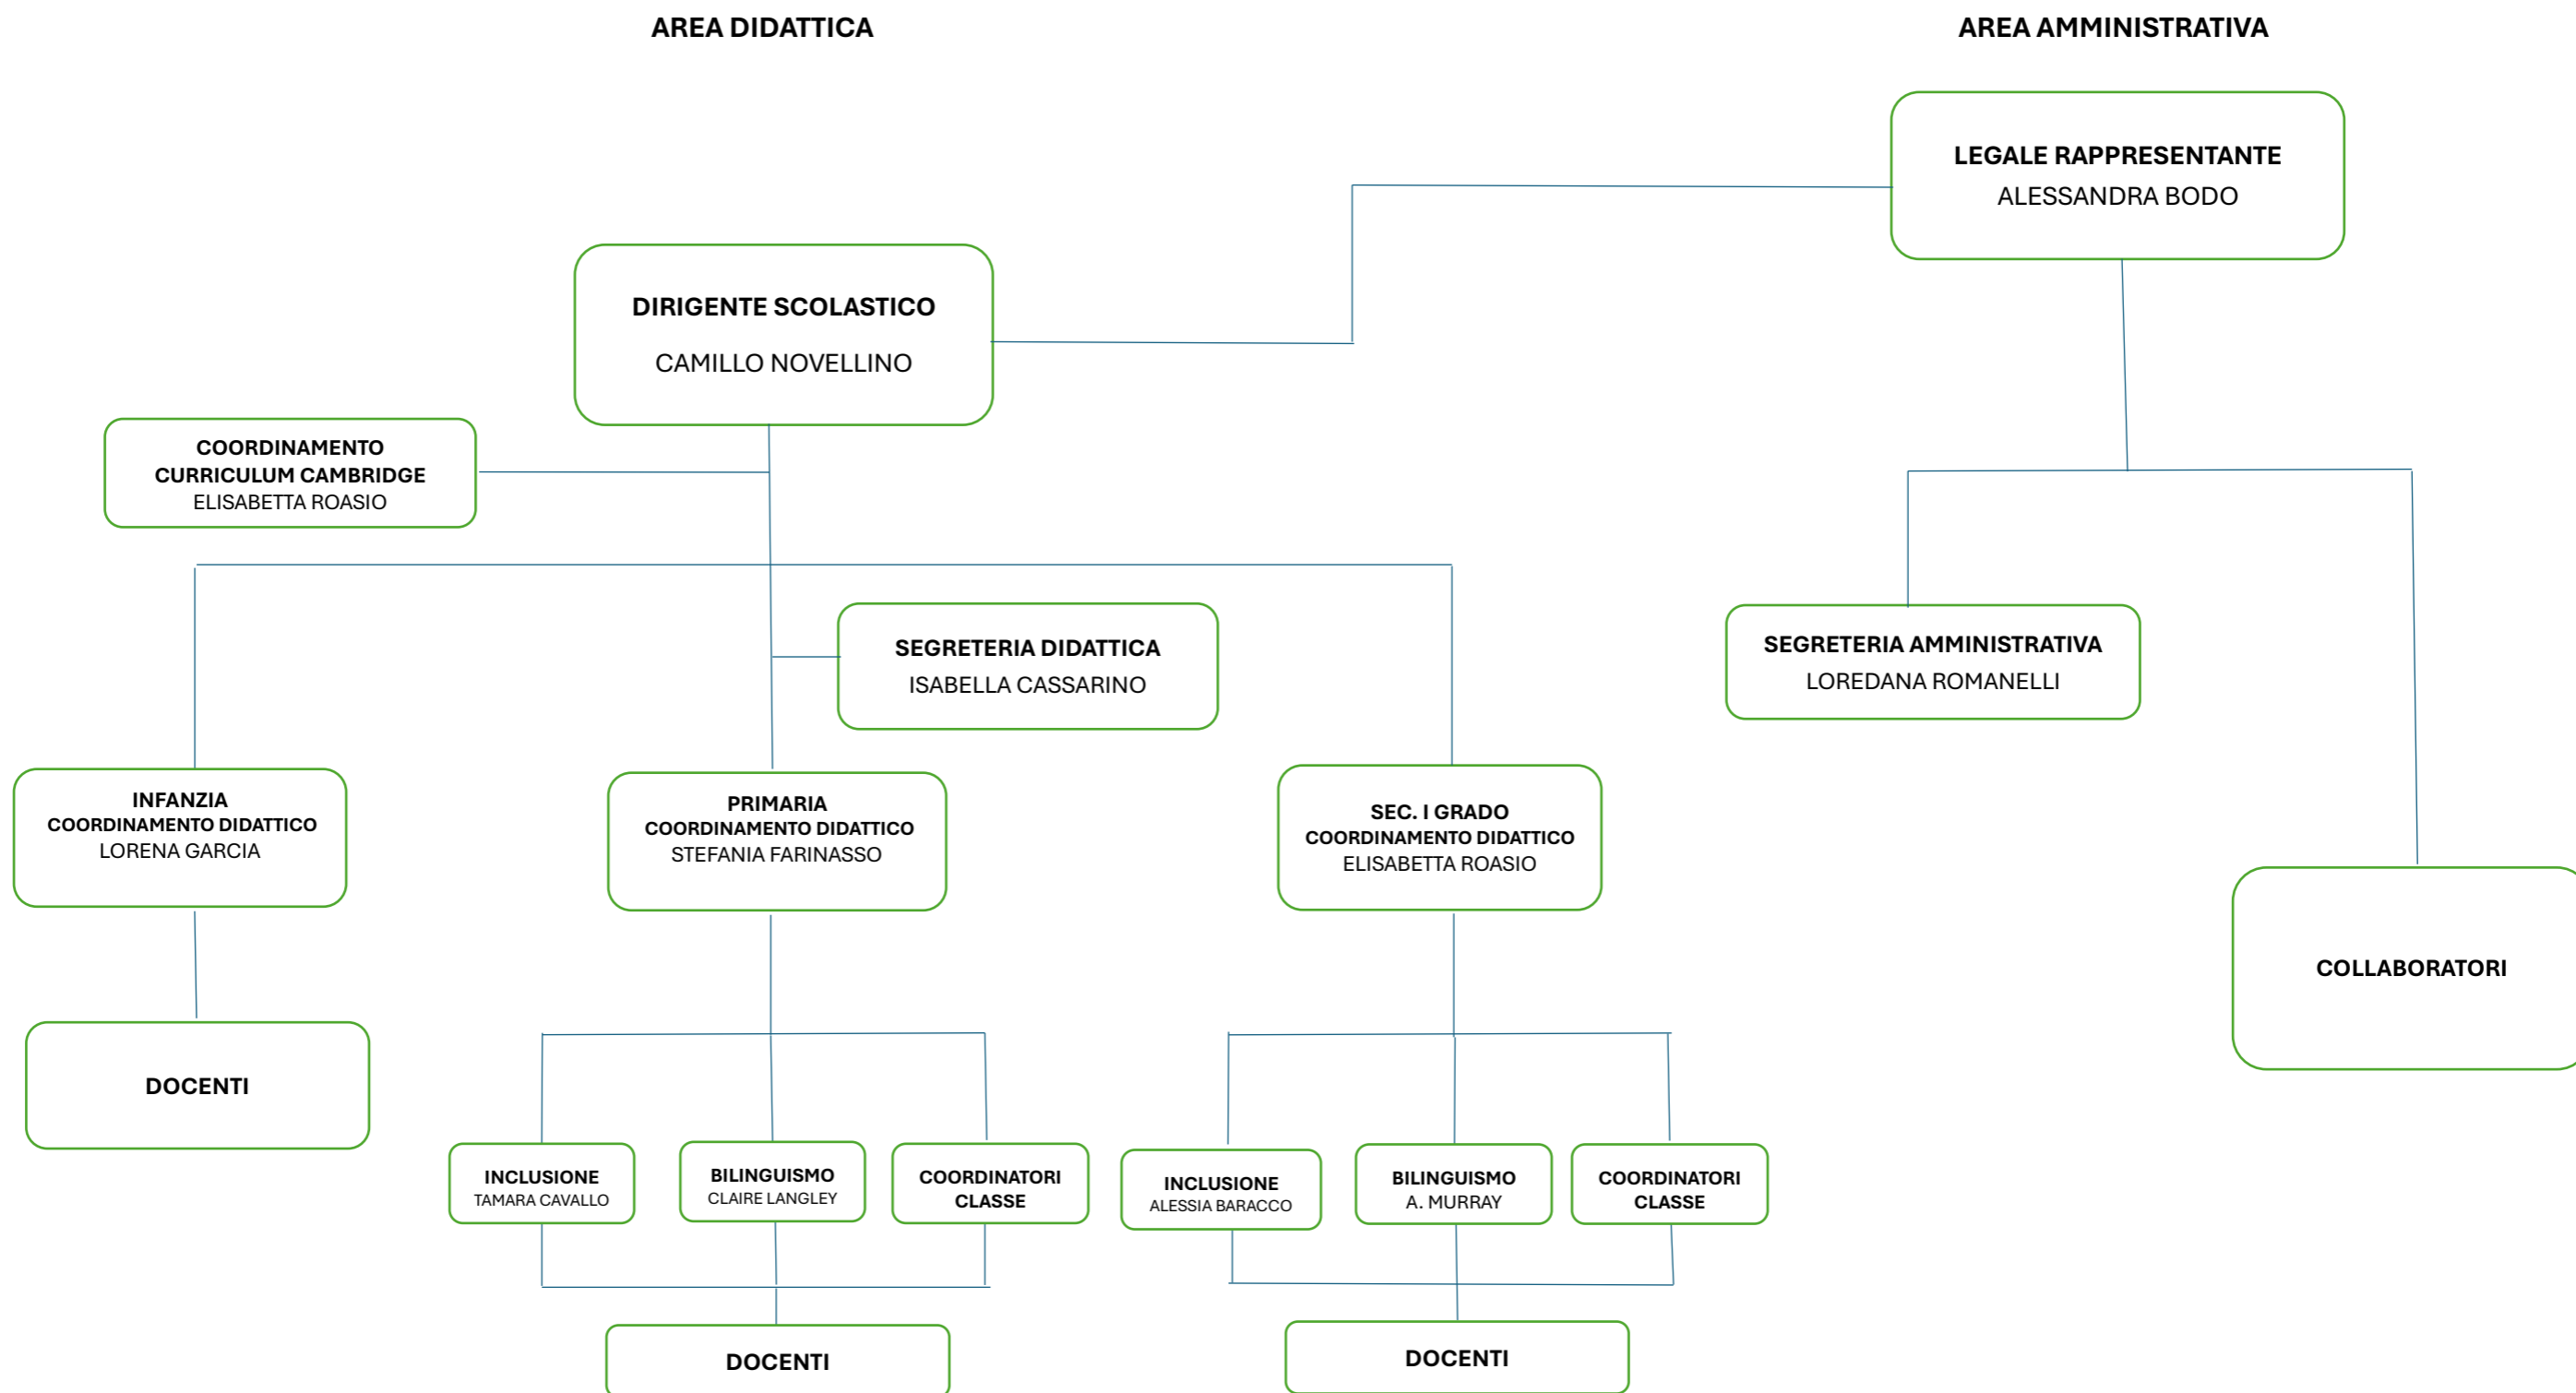 AREA DIDATTICA
AREA AMMINISTRATIVA
LEGALE RAPPRESENTANTE
ALESSANDRA BODO
DIRIGENTE SCOLASTICO
CAMILLO NOVELLINO
COORDINAMENTO
CURRICULUM CAMBRIDGE
ELISABETTA ROASIO
SEGRETERIA DIDATTICA
ISABELLA CASSARINO
SEGRETERIA AMMINISTRATIVA
LOREDANA ROMANELLI
INFANZIA
COORDINAMENTO DIDATTICO
LORENA GARCIA
PRIMARIA
COORDINAMENTO DIDATTICO
STEFANIA FARINASSO
SEC. I GRADO
COORDINAMENTO DIDATTICO
ELISABETTA ROASIO
COLLABORATORI
DOCENTI
INCLUSIONE
TAMARA CAVALLO
BILINGUISMO
CLAIRE LANGLEY
COORDINATORI
CLASSE
INCLUSIONE
ALESSIA BARACCO
BILINGUISMO
A. MURRAY
COORDINATORI
CLASSE
DOCENTI
DOCENTI